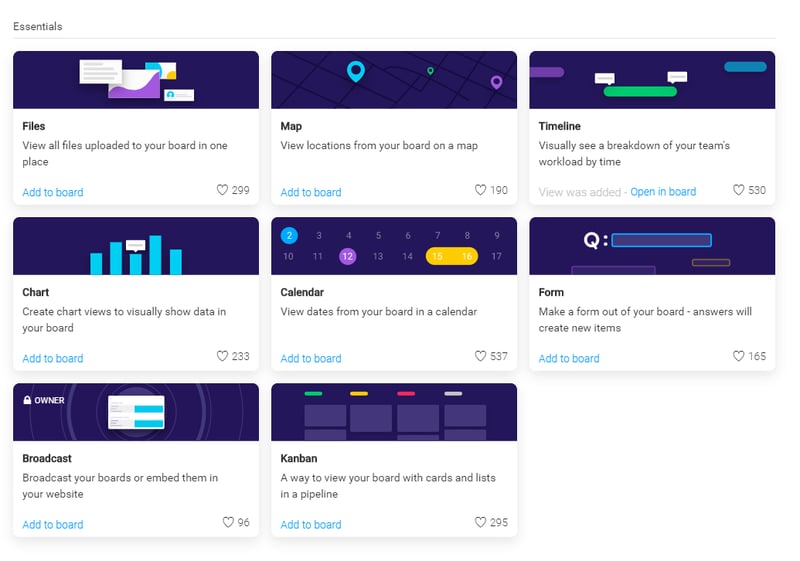 Essentials
Files
View all files uploaded to your board in one
place
Add to board
299
Map
View locations from your board on a map
Add to board
190
Timeline
Visually see a breakdown of your team's
workload by time
View was added - Open in board
530
Chart
Create chart views to visually show data in
your board
Add to board
233
2 3 4 5 6 7 8 9
10 11 12 13 14 15 16 17
Calendar
View dates from your board in a calendar
Add to board
537
Q:
Form
Make a form out of your board - answers will
create new items
Add to board
165
OWNER
Broadcast
Broadcast your boards or embed them in
your website
Add to board
96
Kanban
A way to view your board with cards and lists
in a pipeline
Add to board
295